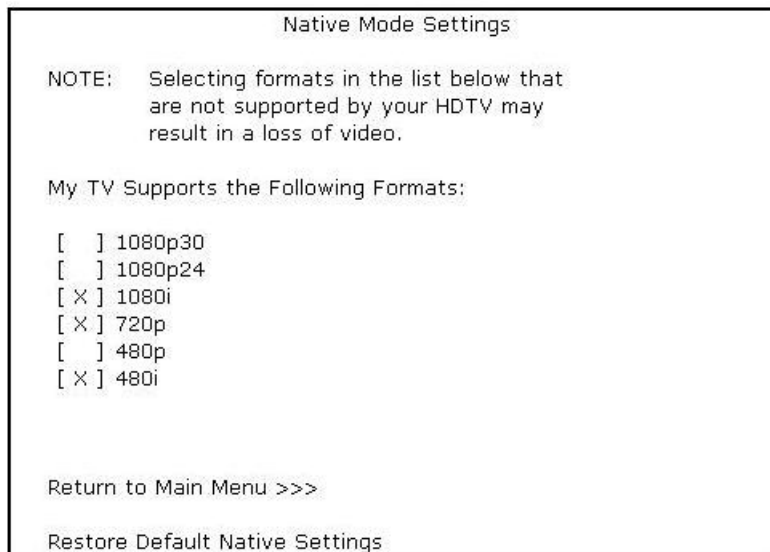 Native Mode Settings
NOTE: Selecting formats in the list below that
are not supported by your HDTV may
result in a loss of video.
My TV Supports the Following Formats:
[ ] 1080p30
[ ] 1080p24
[ X ] 1080i
[ X ] 720p
[ ] 480p
[ X ] 480i
Return to Main Menu >>>
Restore Default Native Settings